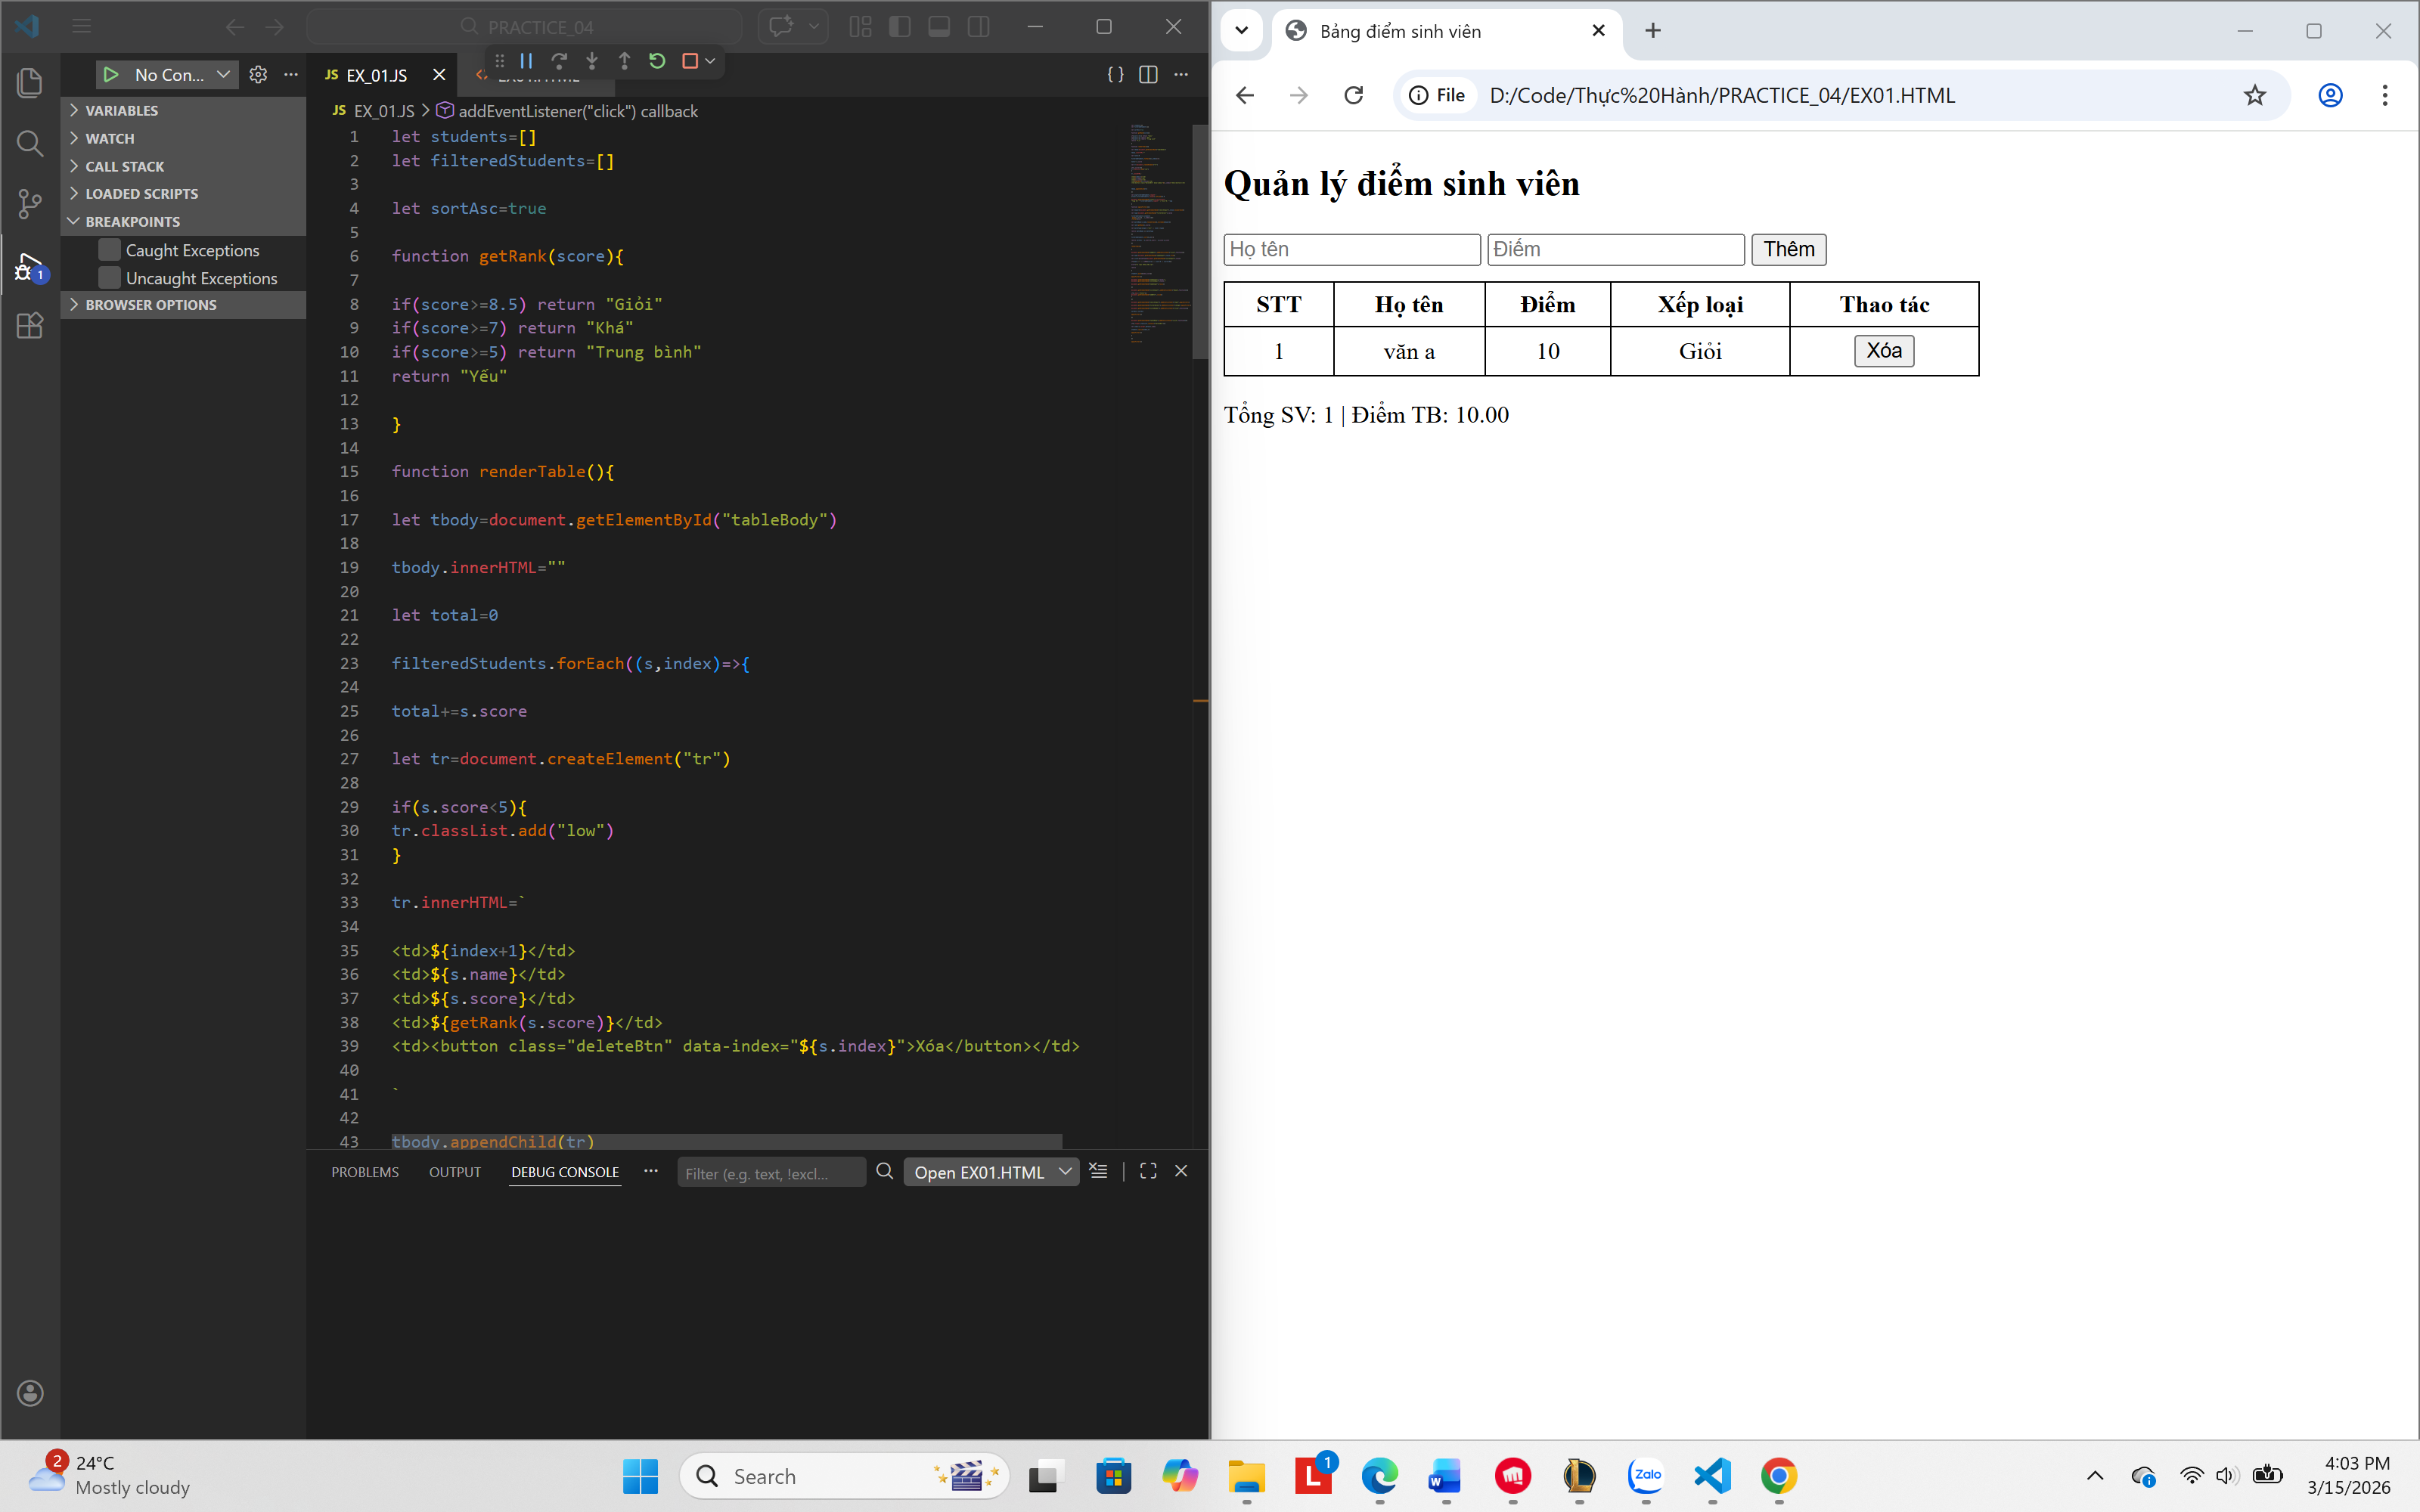 PRACTICE_04
No Con...
VARIABLES
WATCH
CALL STACK
LOADED SCRIPTS
BREAKPOINTS
Caught Exceptions
Uncaught Exceptions
BROWSER OPTIONS
1
JS EX_01.JS
JS EX_01.JS > addEventListener("click") callback
1 let students=[]
2 let filteredStudents=[]
3
4 let sortAsc=true
5
6 function getRank(score){
7
8 if(score>=8.5) return "Giỏi"
9 if(score>=7) return "Khá"
10 if(score>=5) return "Trung bình"
11 return "Yếu"
12
13 }
14
15 function renderTable(){
16
17 let tbody=document.getElementById("tableBody")
18
19 tbody.innerHTML=""
20
21 let total=0
22
23 filteredStudents.forEach((s,index)=>{
24
25 total+=s.score
26
27 let tr=document.createElement("tr")
28
29 if(s.score<5){
30 tr.classList.add("low")
31 }
32
33 tr.innerHTML=`
34
35 <td>${index+1}</td>
36 <td>${s.name}</td>
37 <td>${s.score}</td>
38 <td>${getRank(s.score)}</td>
39 <td><button class="deleteBtn" data-index="${s.index}">Xóa</button></td>
40
41 `
42
43 tbody.appendChild(tr)
PROBLEMS OUTPUT DEBUG CONSOLE ... Filter (e.g. text, !excl... Open EX01.HTML
Bảng điểm sinh viên
File D:/Code/Thực%20Hành/PRACTICE_04/EX01.HTML
Quản lý điểm sinh viên
Họ tên Điểm Thêm
STT Họ tên Điểm Xếp loại Thao tác
1 văn a 10 Giỏi Xóa
Tổng SV: 1 | Điểm TB: 10.00
2 24°C
Mostly cloudy
Search
L 1
W
Zalo
4:03 PM
3/15/2026